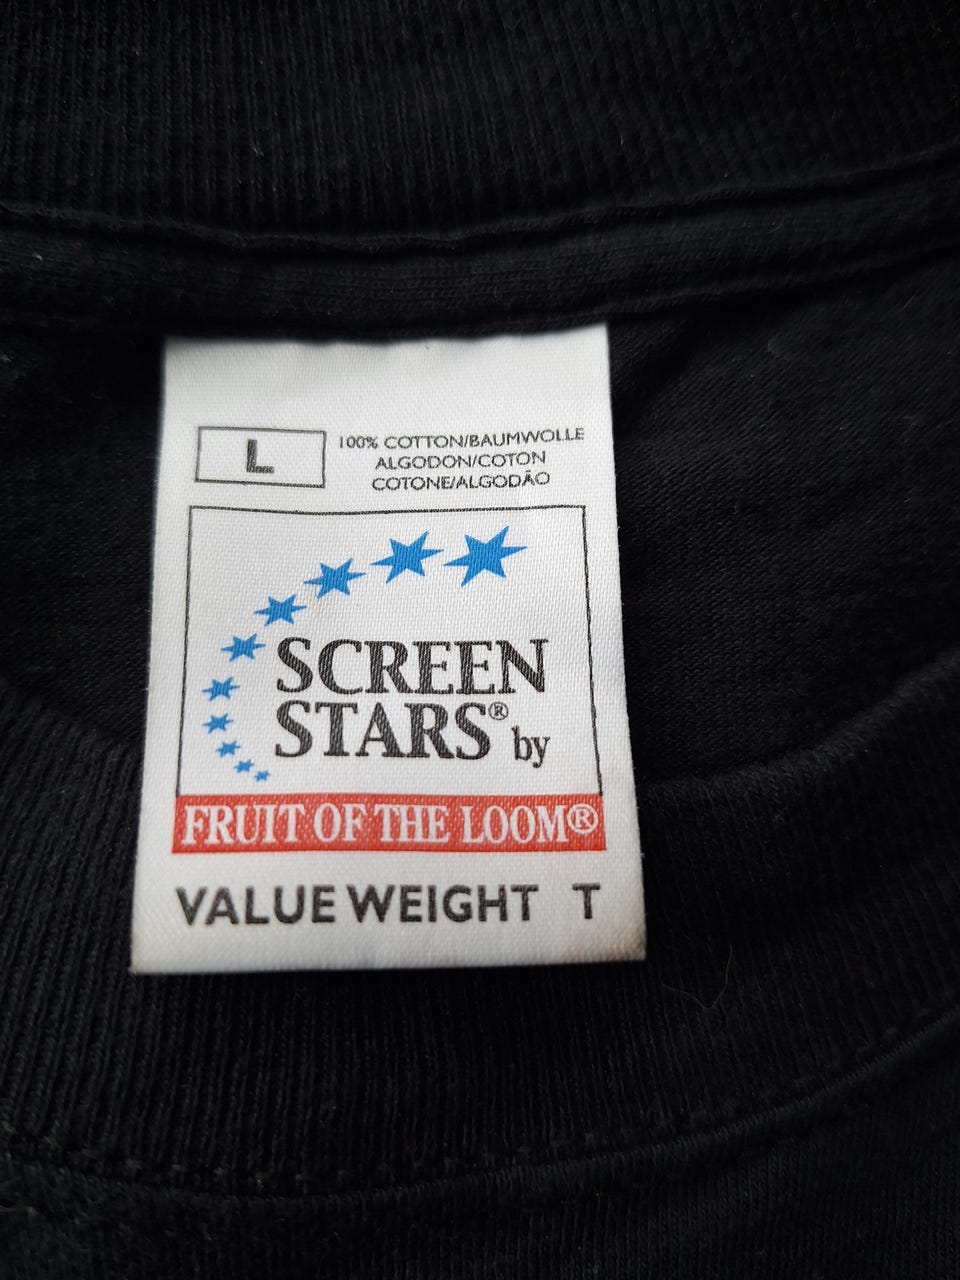 L
100% COTTON/BAUMWOLLE
ALGODON/COTON
COTONE/ALGODÃO
SCREEN
STARS® by
FRUIT OF THE LOOM®
VALUE WEIGHT T